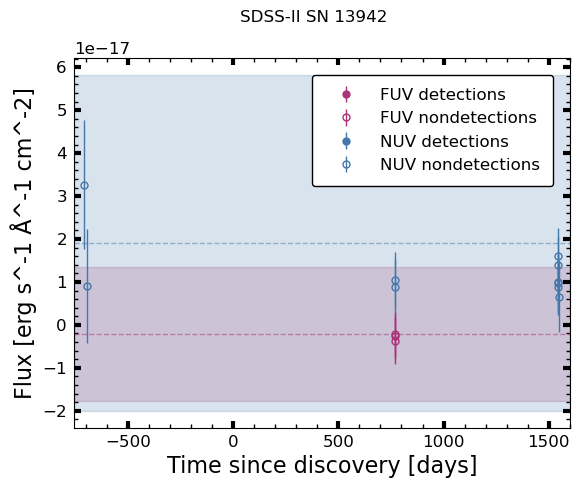 SDSS-II SN 13942
1e−17
FUV detections
FUV nondetections
NUV detections
NUV nondetections
6
5
4
3
2
1
0
−1
−2
Flux [erg s^-1 Å^-1 cm^-2]
−500 0 500 1000 1500
Time since discovery [days]